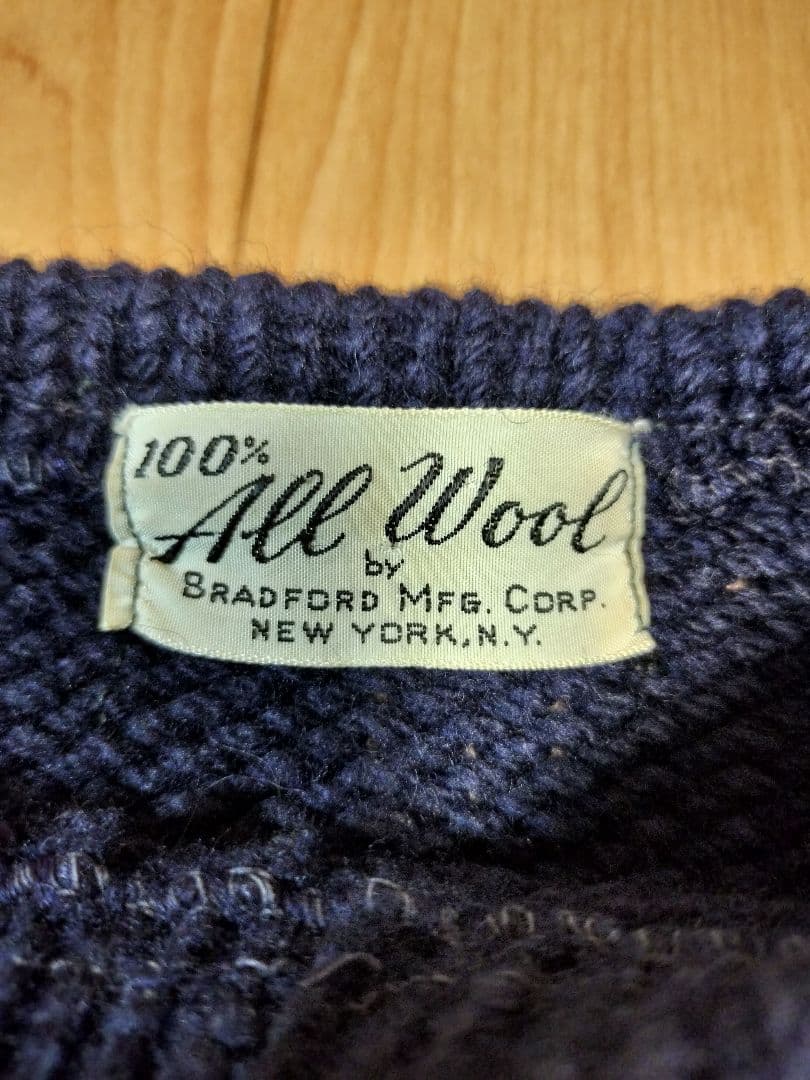 100%
All Wool
by
BRADFORD MFG. CORP.
NEW YORK, N.Y.